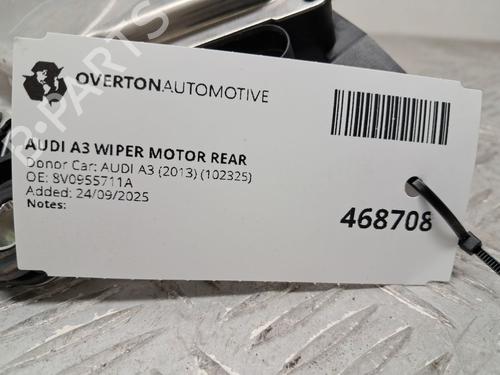 OVERTONAUTOMOTIVE
AUDI A3 WIPER MOTOR REAR
Donor Car: AUDI A3 (2013) (102325)
OE: 8V0955711A
Added: 24/09/2025
Notes:
468708
B-PARTS